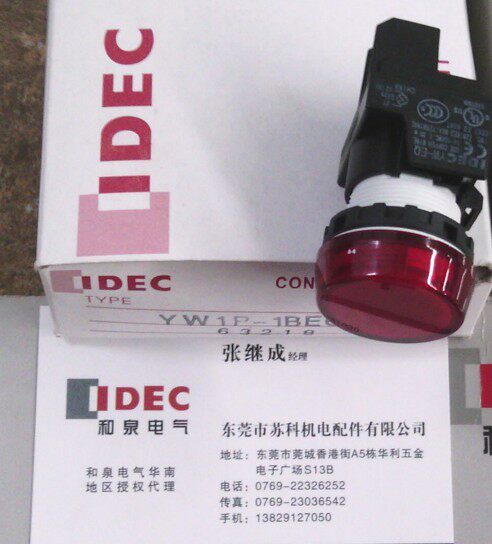 IDEC
IDEC
CON
TYPE
YW1P-1BE
63218
IDEC YW-EQ
张继成 经理
IDEC
和泉电气
东莞市苏科机电配件有限公司
和泉电气华南
地区授权代理
地址：东莞市莞城香港街A5栋华利五金
电子广场S13B
电话：0769-22326252
传真：0769-23036542
手机：13829127050